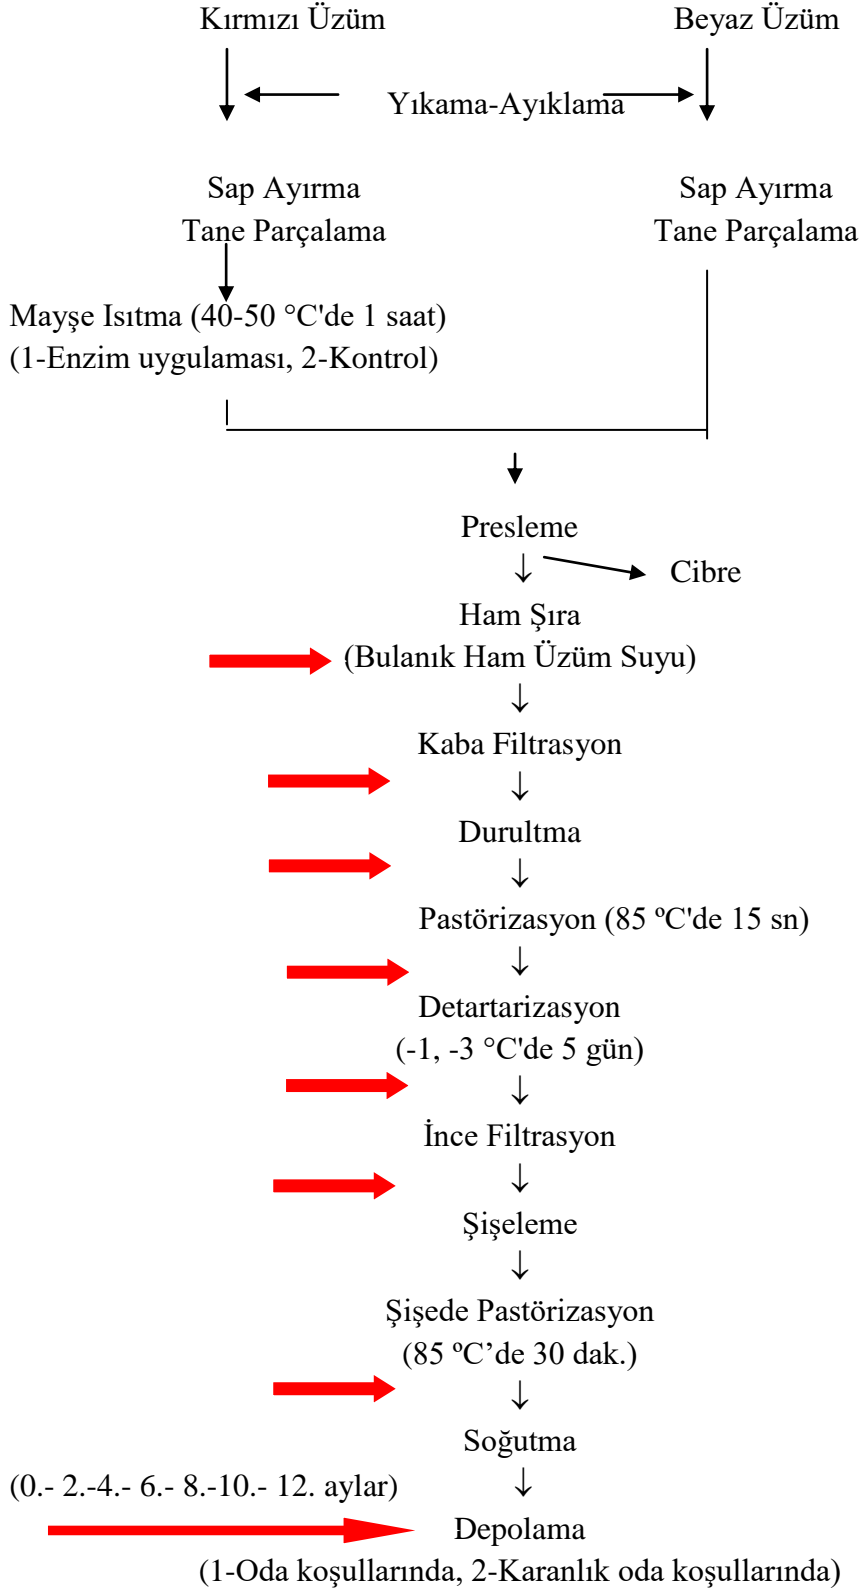 Kırmızı Üzüm
Beyaz Üzüm
Yıkama-Ayıklama
Sap Ayırma
Tane Parçalama
Sap Ayırma
Tane Parçalama
Mayşe Isıtma (40-50 °C'de 1 saat)
(1-Enzim uygulaması, 2-Kontrol)
Presleme
Cibre
Ham Şıra
(Bulanık Ham Üzüm Suyu)
Kaba Filtrasyon
Durultma
Pastörizasyon (85 ºC'de 15 sn)
Detartarizasyon
(-1, -3 °C'de 5 gün)
İnce Filtrasyon
Şişeleme
Şişede Pastörizasyon
(85 ºC’de 30 dak.)
Soğutma
(0.- 2.-4.- 6.- 8.-10.- 12. aylar)
Depolama
(1-Oda koşullarında, 2-Karanlık oda koşullarında)